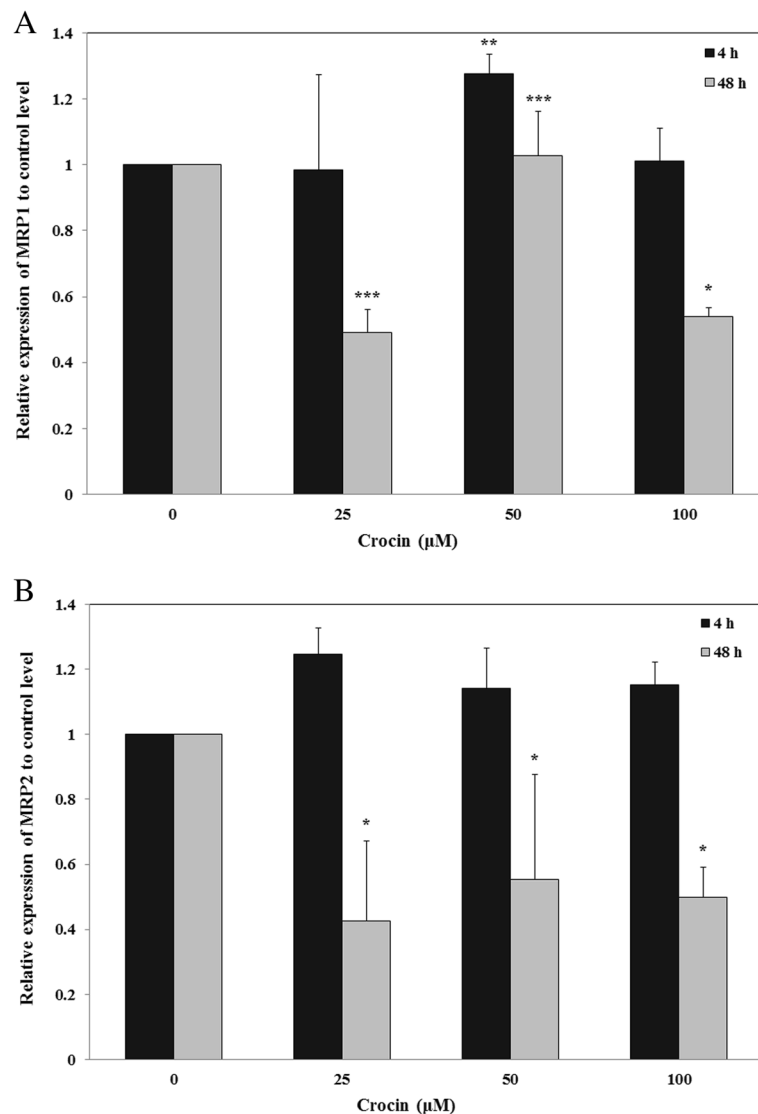 A
Relative expression of MRP1 to control level
1.4
1.2
1
0.8
0.6
0.4
0.2
0
4 h
48 h
***
**
***
*
0 25 50 100
Crocin (µM)
B
Relative expression of MRP2 to control level
1.4
1.2
1
0.8
0.6
0.4
0.2
0
4 h
48 h
*
*
*
0 25 50 100
Crocin (µM)